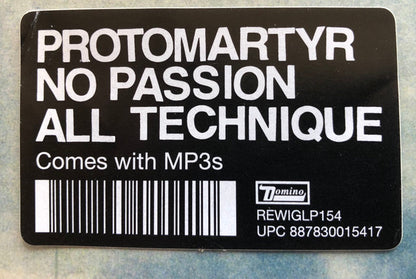 PROTOMARTYR
NO PASSION
ALL TECHNIQUE
Comes with MP3s
Domino
REWIGLP154
UPC 887830015417